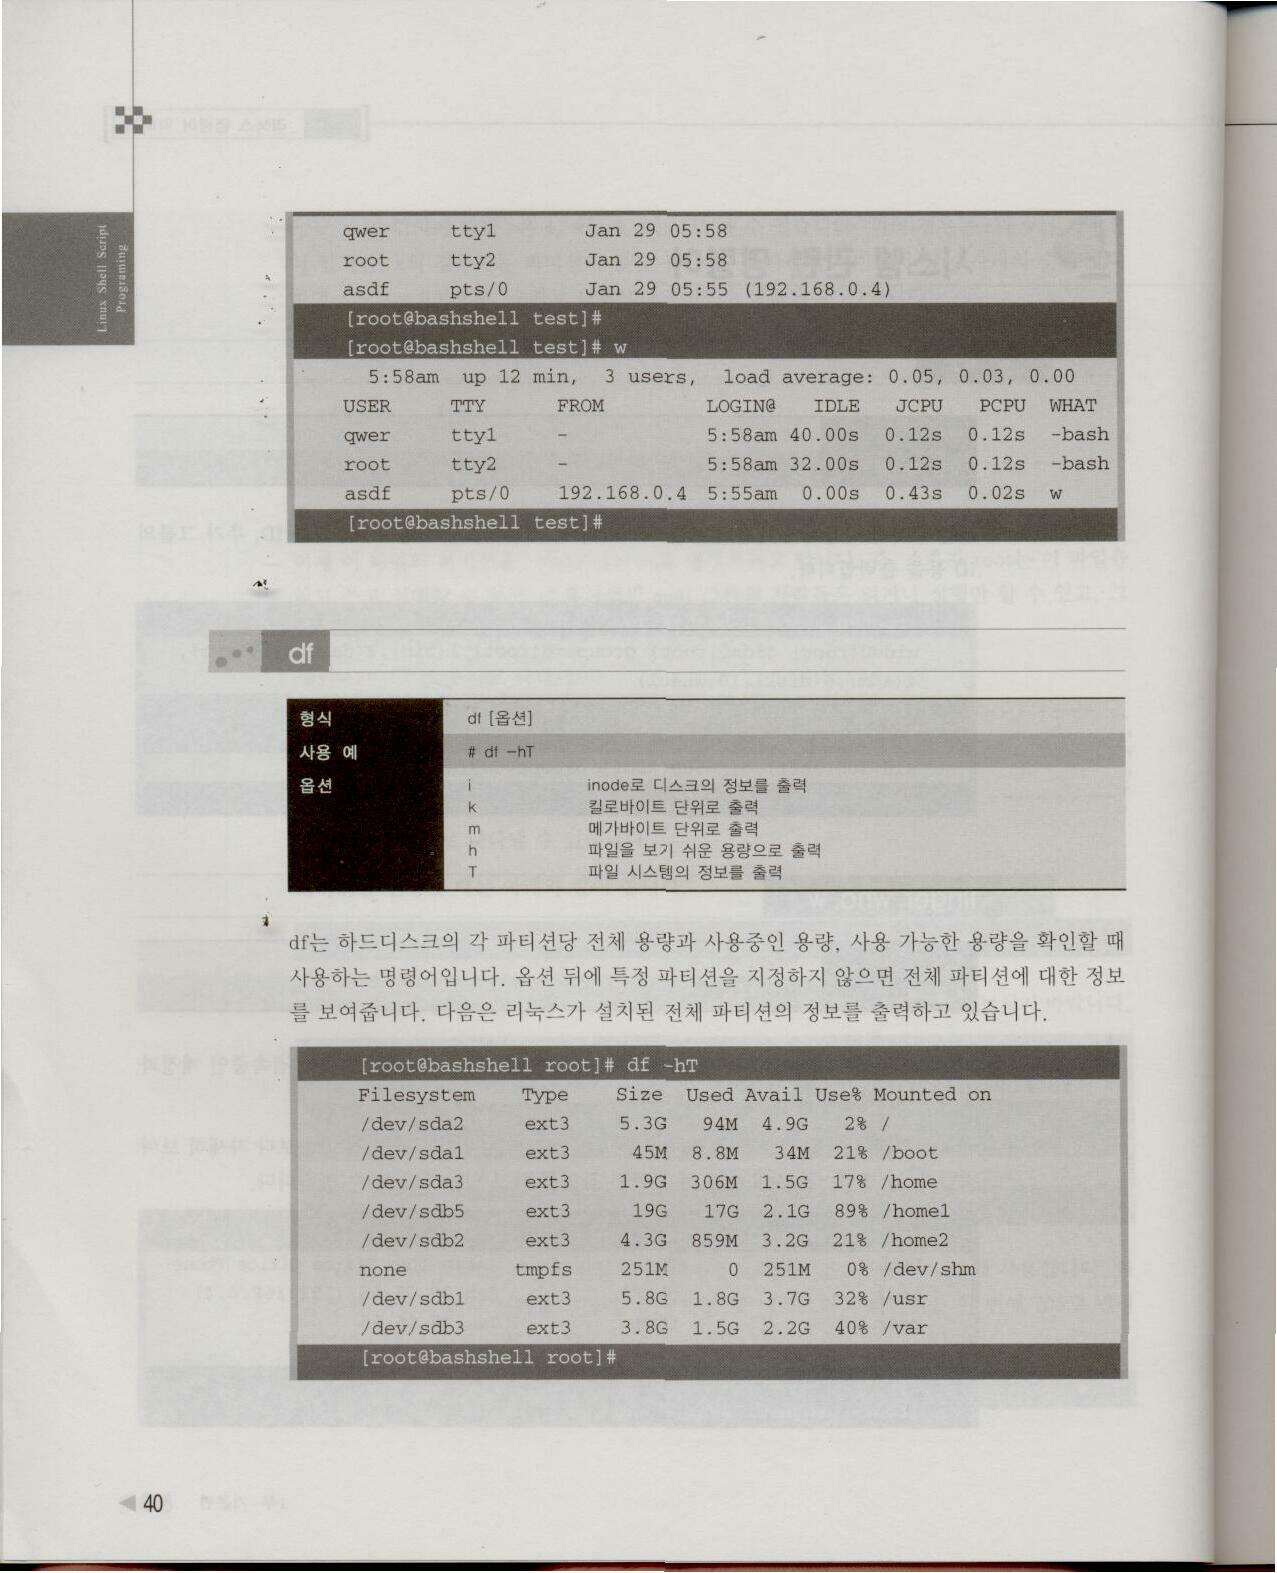 Linux Shell Script
Programing
qwer tty1 Jan 29 05:58
root tty2 Jan 29 05:58
asdf pts/0 Jan 29 05:55 (192.168.0.4)
[root@bashshell test]#
[root@bashshell test]# w
5:58am up 12 min, 3 users, load average: 0.05, 0.03, 0.00
USER TTY FROM LOGIN@ IDLE JCPU PCPU WHAT
qwer tty1 - 5:58am 40.00s 0.12s 0.12s -bash
root tty2 - 5:58am 32.00s 0.12s 0.12s -bash
asdf pts/0 192.168.0.4 5:55am 0.00s 0.43s 0.02s w
[root@bashshell test]#
df
형식 df [옵션]
사용 예 # df -hT
옵션 i inode로 디스크의 정보를 출력
k 킬로바이트 단위로 출력
m 메가바이트 단위로 출력
h 파일을 보기 쉬운 용량으로 출력
T 파일 시스템의 정보를 출력
df는 하드디스크의 각 파티션당 전체 용량과 사용중인 용량, 사용 가능한 용량을 확인할 때
사용하는 명령어입니다. 옵션 뒤에 특정 파티션을 지정하지 않으면 전체 파티션에 대한 정보
를 보여줍니다. 다음은 리눅스가 설치된 전체 파티션의 정보를 출력하고 있습니다.
[root@bashshell root]# df -hT
Filesystem Type Size Used Avail Use% Mounted on
/dev/sda2 ext3 5.3G 94M 4.9G 2% /
/dev/sda1 ext3 45M 8.8M 34M 21% /boot
/dev/sda3 ext3 1.9G 306M 1.5G 17% /home
/dev/sdb5 ext3 19G 17G 2.1G 89% /home1
/dev/sdb2 ext3 4.3G 859M 3.2G 21% /home2
none tmpfs 251M 0 251M 0% /dev/shm
/dev/sdb1 ext3 5.8G 1.8G 3.7G 32% /usr
/dev/sdb3 ext3 3.8G 1.5G 2.2G 40% /var
[root@bashshell root]#
40